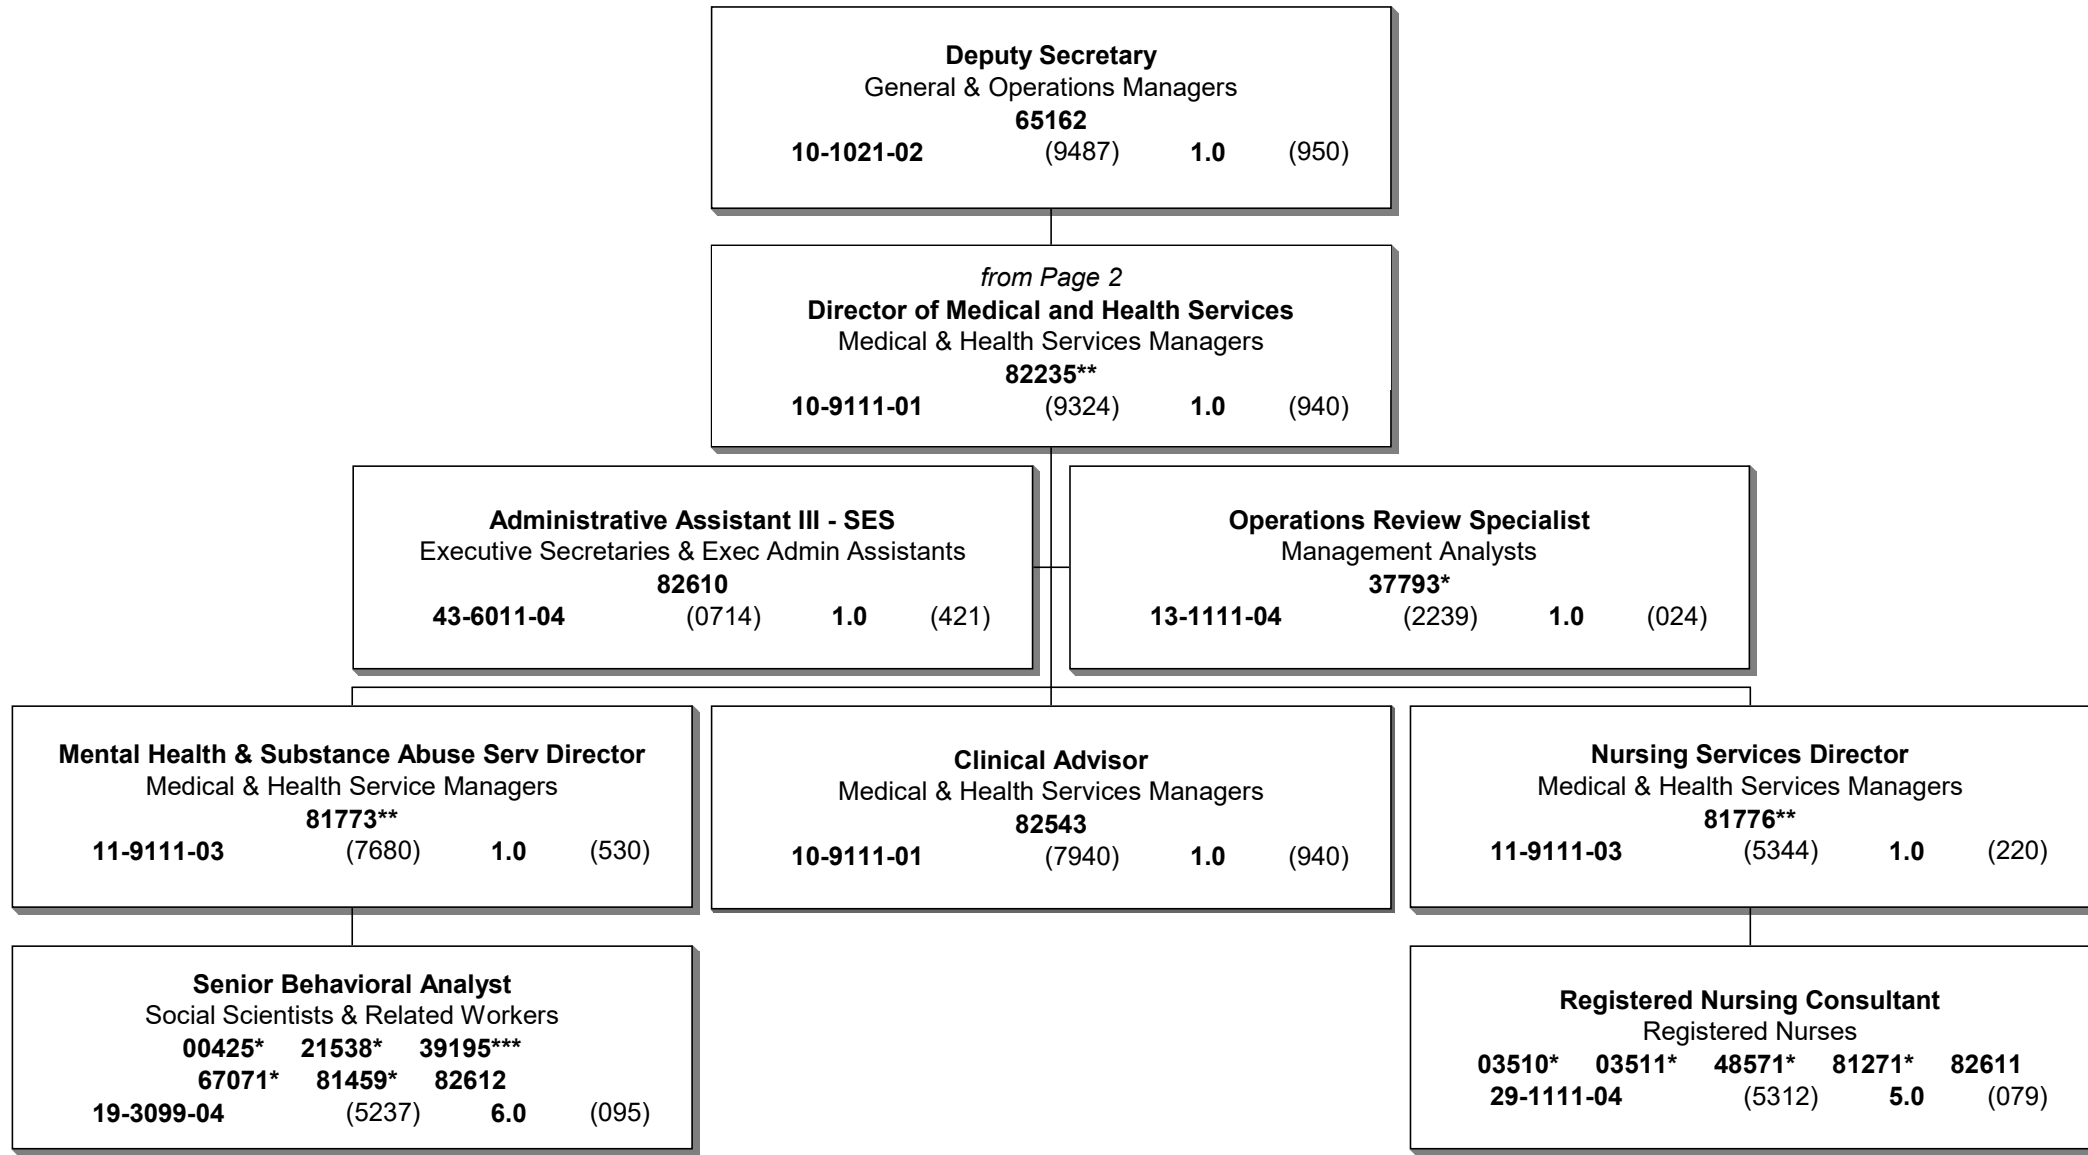 Deputy Secretary
General & Operations Managers
65162
10-1021-02 (9487) 1.0 (950)
from Page 2
Director of Medical and Health Services
Medical & Health Services Managers
82235**
10-9111-01 (9324) 1.0 (940)
Administrative Assistant III - SES
Executive Secretaries & Exec Admin Assistants
82610
43-6011-04 (0714) 1.0 (421)
Operations Review Specialist
Management Analysts
37793*
13-1111-04 (2239) 1.0 (024)
Mental Health & Substance Abuse Serv Director
Medical & Health Service Managers
81773**
11-9111-03 (7680) 1.0 (530)
Clinical Advisor
Medical & Health Services Managers
82543
10-9111-01 (7940) 1.0 (940)
Nursing Services Director
Medical & Health Services Managers
81776**
11-9111-03 (5344) 1.0 (220)
Senior Behavioral Analyst
Social Scientists & Related Workers
00425* 21538* 39195***
67071* 81459* 82612
19-3099-04 (5237) 6.0 (095)
Registered Nursing Consultant
Registered Nurses
03510* 03511* 48571* 81271* 82611
29-1111-04 (5312) 5.0 (079)